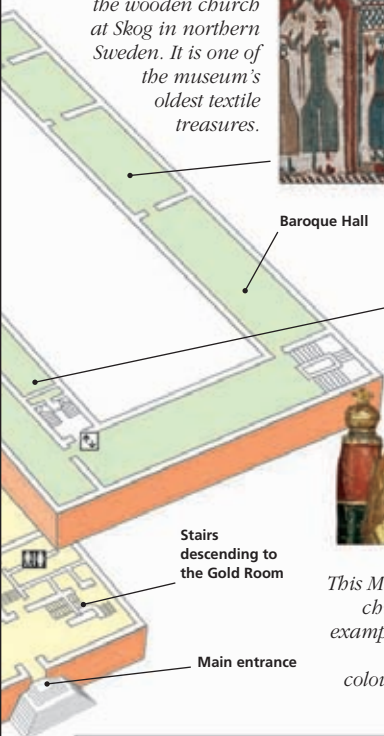 the wooden church
at Skog in northern
Sweden. It is one of
the museum's
oldest textile
treasures.
Baroque Hall
Stairs
descending to
the Gold Room
This M
ch
examp
colou
Main entrance